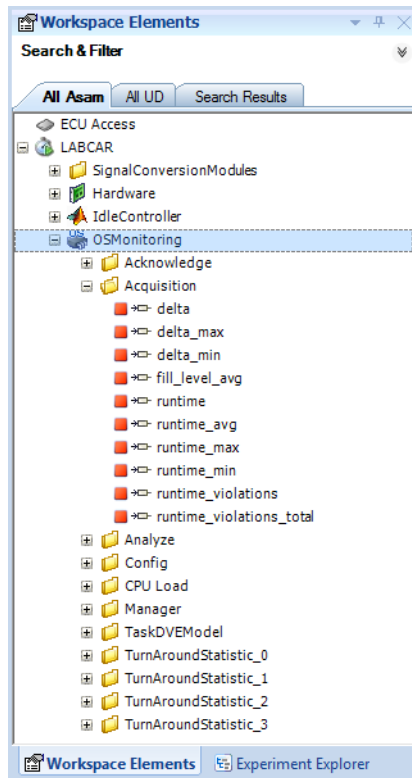 Workspace Elements
Search & Filter
All Asam All UD Search Results
ECU Access
LABCAR
SignalConversionModules
Hardware
IdleController
OSMonitoring
Acknowledge
Acquisition
delta
delta_max
delta_min
fill_level_avg
runtime
runtime_avg
runtime_max
runtime_min
runtime_violations
runtime_violations_total
Analyze
Config
CPU Load
Manager
TaskDVEModel
TurnAroundStatistic_0
TurnAroundStatistic_1
TurnAroundStatistic_2
TurnAroundStatistic_3
Workspace Elements Experiment Explorer